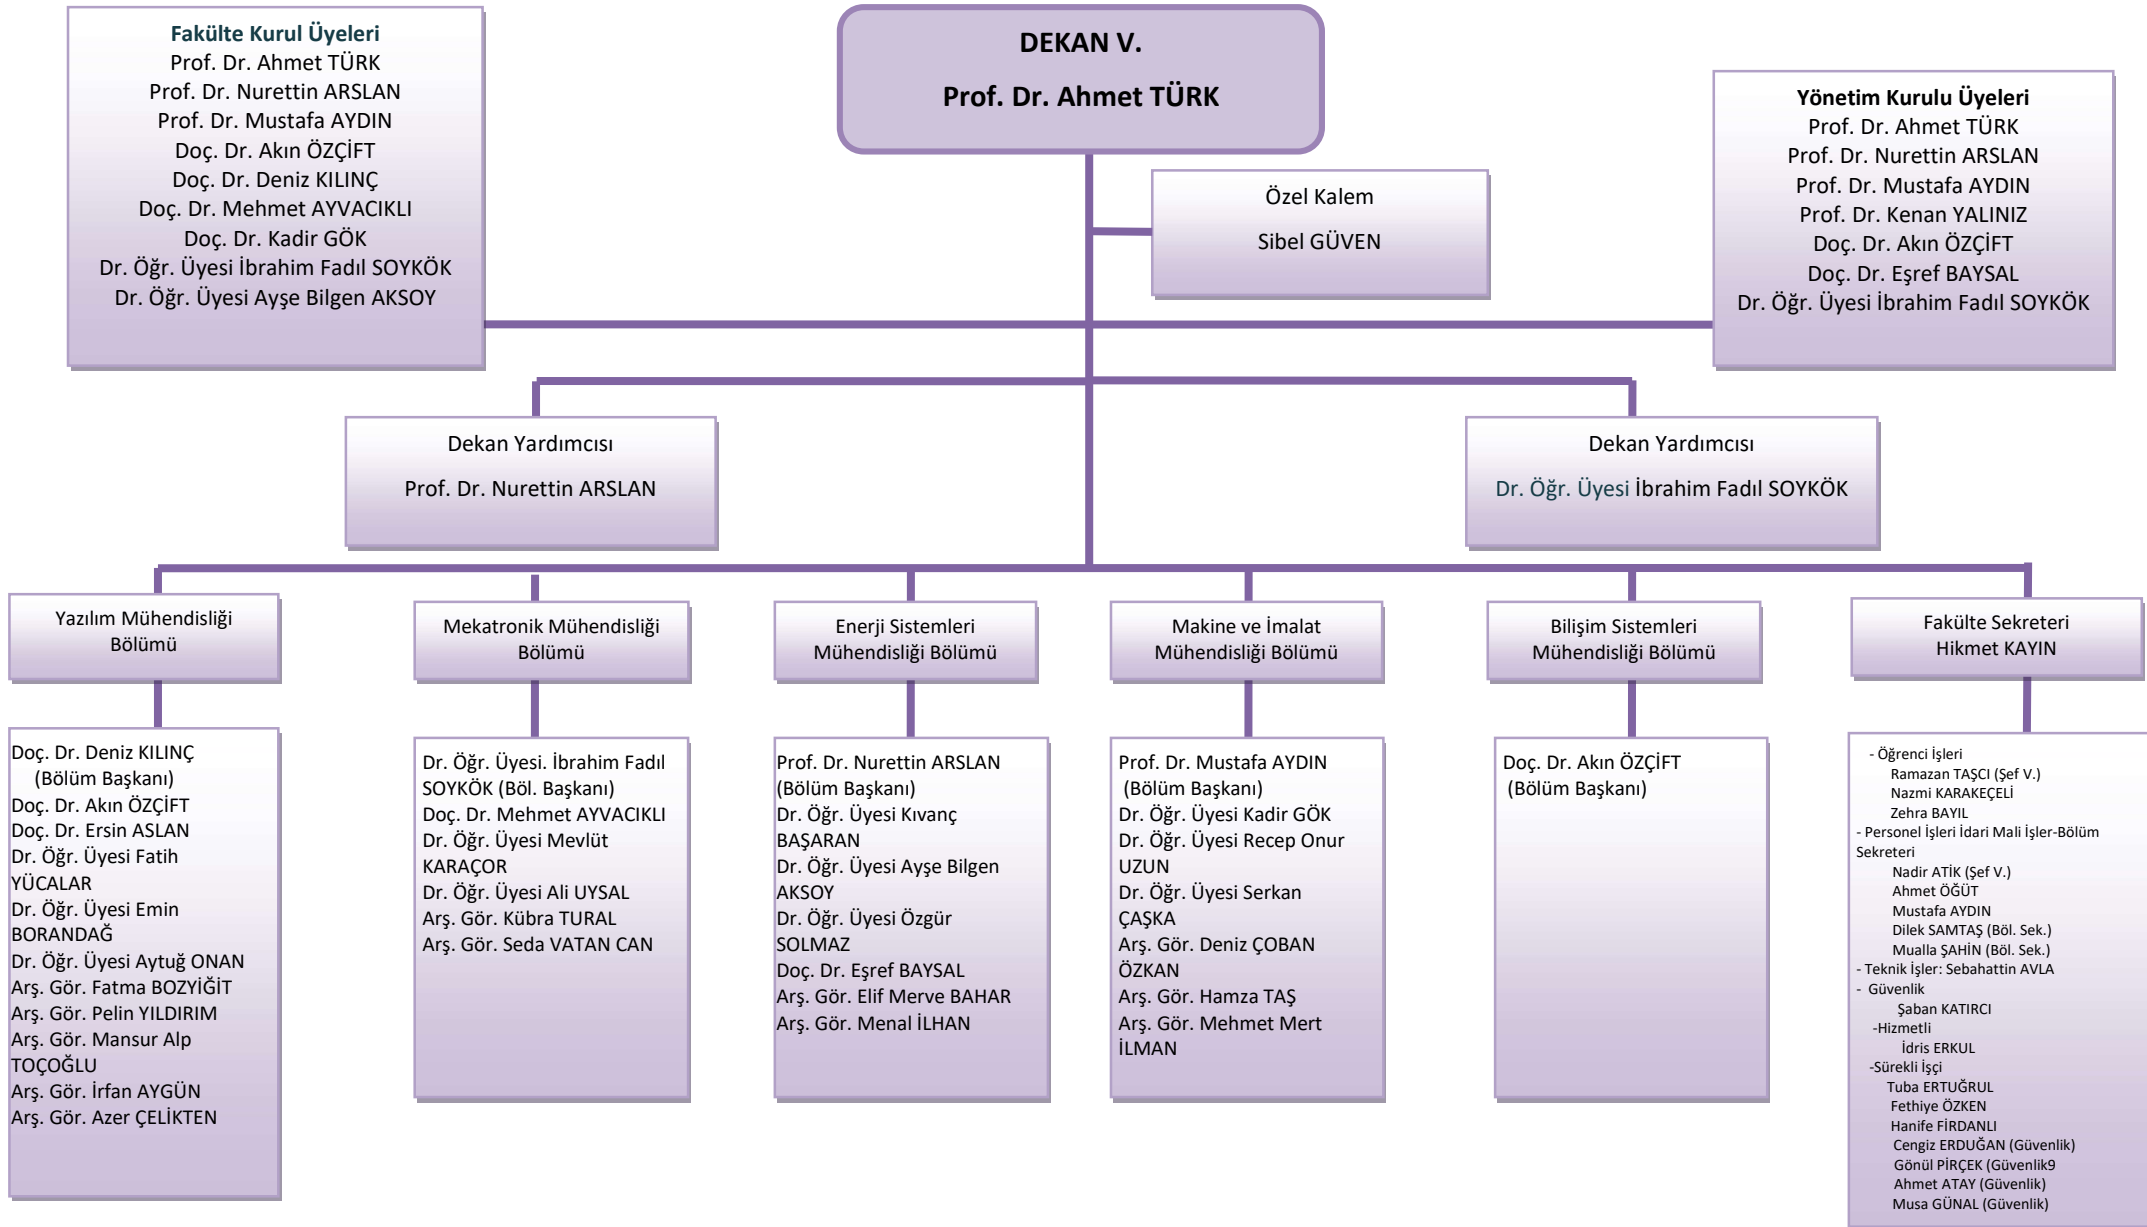 Fakülte Kurul Üyeleri
Prof. Dr. Ahmet TÜRK
Prof. Dr. Nurettin ARSLAN
Prof. Dr. Mustafa AYDIN
Doç. Dr. Akın ÖZÇİFT
Doç. Dr. Deniz KILINÇ
Doç. Dr. Mehmet AYVACIKLI
Doç. Dr. Kadir GÖK
Dr. Öğr. Üyesi İbrahim Fadıl SOYKÖK
Dr. Öğr. Üyesi Ayşe Bilgen AKSOY
DEKAN V.
Prof. Dr. Ahmet TÜRK
Özel Kalem
Sibel GÜVEN
Yönetim Kurulu Üyeleri
Prof. Dr. Ahmet TÜRK
Prof. Dr. Nurettin ARSLAN
Prof. Dr. Mustafa AYDIN
Prof. Dr. Kenan YALINIZ
Doç. Dr. Akın ÖZÇİFT
Doç. Dr. Eşref BAYSAL
Dr. Öğr. Üyesi İbrahim Fadıl SOYKÖK
Dekan Yardımcısı
Prof. Dr. Nurettin ARSLAN
Dekan Yardımcısı
Dr. Öğr. Üyesi İbrahim Fadıl SOYKÖK
Yazılım Mühendisliği
Bölümü
Mekatronik Mühendisliği
Bölümü
Enerji Sistemleri
Mühendisliği Bölümü
Makine ve İmalat
Mühendisliği Bölümü
Bilişim Sistemleri
Mühendisliği Bölümü
Fakülte Sekreteri
Hikmet KAYIN
Doç. Dr. Deniz KILINÇ
(Bölüm Başkanı)
Doç. Dr. Akın ÖZÇİFT
Doç. Dr. Ersin ASLAN
Dr. Öğr. Üyesi Fatih
YÜCALAR
Dr. Öğr. Üyesi Emin
BORANDAĞ
Dr. Öğr. Üyesi Aytuğ ONAN
Arş. Gör. Fatma BOZYİĞİT
Arş. Gör. Pelin YILDIRIM
Arş. Gör. Mansur Alp
TOÇOĞLU
Arş. Gör. İrfan AYGÜN
Arş. Gör. Azer ÇELİKTEN
Dr. Öğr. Üyesi. İbrahim Fadıl
SOYKÖK (Böl. Başkanı)
Doç. Dr. Mehmet AYVACIKLI
Dr. Öğr. Üyesi Mevlüt
KARAÇOR
Dr. Öğr. Üyesi Ali UYSAL
Arş. Gör. Kübra TURAL
Arş. Gör. Seda VATAN CAN
Prof. Dr. Nurettin ARSLAN
(Bölüm Başkanı)
Dr. Öğr. Üyesi Kıvanç
BAŞARAN
Dr. Öğr. Üyesi Ayşe Bilgen
AKSOY
Dr. Öğr. Üyesi Özgür
SOLMAZ
Doç. Dr. Eşref BAYSAL
Arş. Gör. Elif Merve BAHAR
Arş. Gör. Menal İLHAN
Prof. Dr. Mustafa AYDIN
(Bölüm Başkanı)
Dr. Öğr. Üyesi Kadir GÖK
Dr. Öğr. Üyesi Recep Onur
UZUN
Dr. Öğr. Üyesi Serkan
ÇAŞKA
Arş. Gör. Deniz ÇOBAN
ÖZKAN
Arş. Gör. Hamza TAŞ
Arş. Gör. Mehmet Mert
İLMAN
Doç. Dr. Akın ÖZÇİFT
(Bölüm Başkanı)
- Öğrenci İşleri
Ramazan TAŞCI (Şef V.)
Nazmi KARAKEÇELİ
Zehra BAYIL
- Personel İşleri İdari Mali İşler-Bölüm
Sekreteri
Nadir ATİK (Şef V.)
Ahmet ÖĞÜT
Mustafa AYDIN
Dilek SAMTAŞ (Böl. Sek.)
Mualla ŞAHİN (Böl. Sek.)
- Teknik İşler: Sebahattin AVLA
- Güvenlik
Şaban KATIRCI
-Hizmetli
İdris ERKUL
-Sürekli İşçi
Tuba ERTUĞRUL
Fethiye ÖZKEN
Hanife FİRDANLI
Cengiz ERDUĞAN (Güvenlik)
Gönül PİRÇEK (Güvenlik9
Ahmet ATAY (Güvenlik)
Musa GÜNAL (Güvenlik)